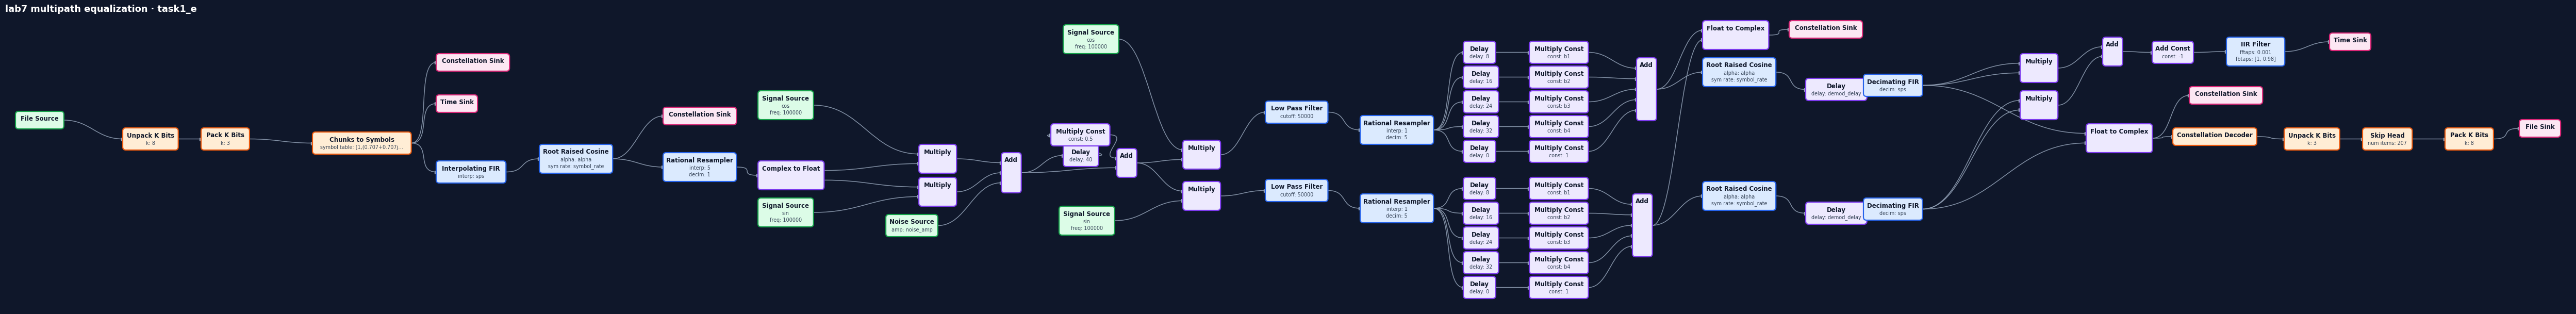 lab7 multipath equalization · task1_e
File Source
Unpack K Bits
k: 8
Pack K Bits
k: 3
Chunks to Symbols
symbol table: [1,(0.707+0.707j)...
Constellation Sink
Time Sink
Interpolating FIR
interp: sps
Root Raised Cosine
alpha: alpha
sym rate: symbol_rate
Constellation Sink
Rational Resampler
interp: 5
decim: 1
Signal Source
cos
freq: 100000
Complex to Float
Signal Source
sin
freq: 100000
Noise Source
amp: noise_amp
Multiply
Multiply
Add
Multiply Const
const: 0.5
Delay
delay: 40
Add
Signal Source
cos
freq: 100000
Signal Source
sin
freq: 100000
Multiply
Multiply
Low Pass Filter
cutoff: 50000
Low Pass Filter
cutoff: 50000
Rational Resampler
interp: 1
decim: 5
Rational Resampler
interp: 1
decim: 5
Delay
delay: 8
Delay
delay: 16
Delay
delay: 24
Delay
delay: 32
Delay
delay: 0
Multiply Const
const: b1
Multiply Const
const: b2
Multiply Const
const: b3
Multiply Const
const: b4
Multiply Const
const: 1
Delay
delay: 8
Delay
delay: 16
Delay
delay: 24
Delay
delay: 32
Delay
delay: 0
Multiply Const
const: b1
Multiply Const
const: b2
Multiply Const
const: b3
Multiply Const
const: b4
Multiply Const
const: 1
Add
Add
Float to Complex
Constellation Sink
Root Raised Cosine
alpha: alpha
sym rate: symbol_rate
Root Raised Cosine
alpha: alpha
sym rate: symbol_rate
Delay
delay: demod_delay
Delay
delay: demod_delay
Decimating FIR
decim: sps
Decimating FIR
decim: sps
Multiply
Multiply
Add
Add Const
const: -1
IIR Filter
fftaps: 0.001
fbtaps: [1, 0.98]
Time Sink
Float to Complex
Constellation Sink
Constellation Decoder
Unpack K Bits
k: 3
Skip Head
num items: 207
Pack K Bits
k: 8
File Sink